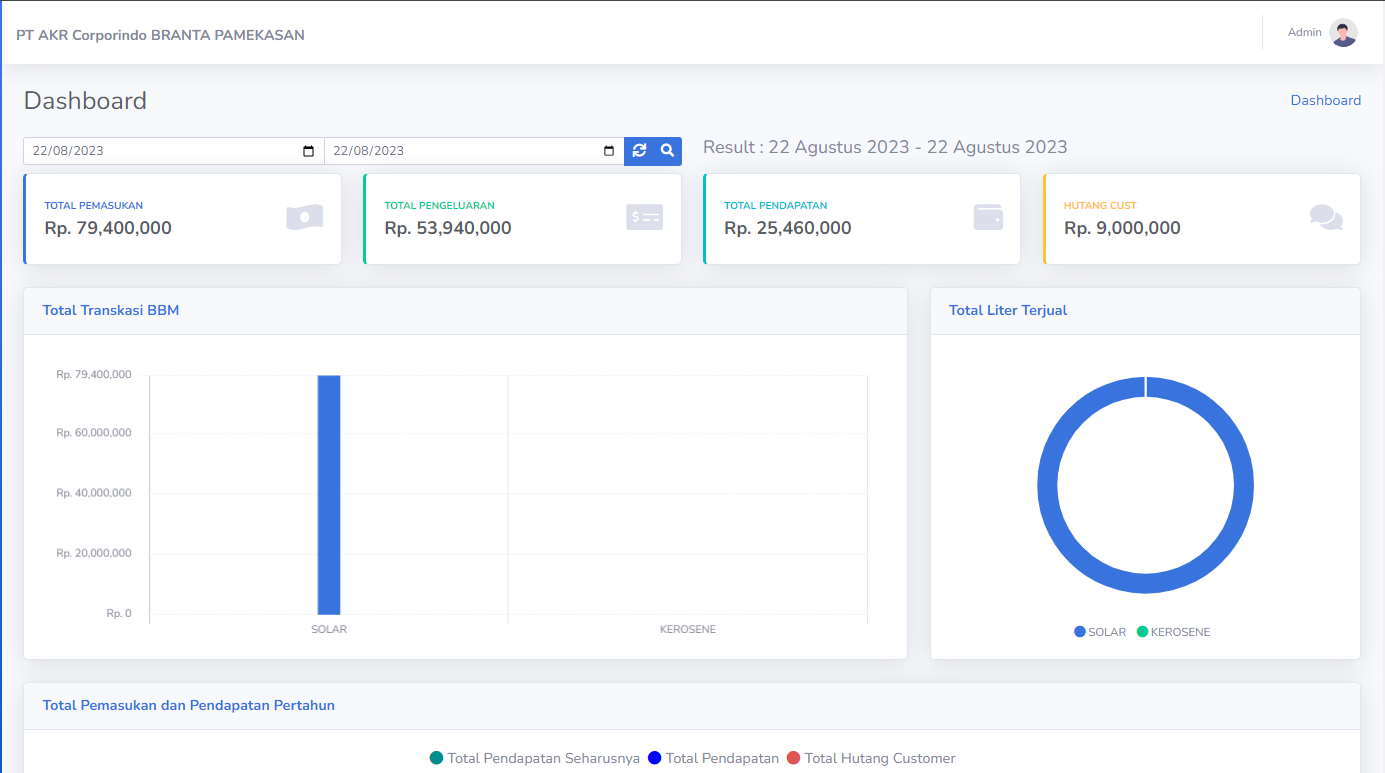 PT AKR Corporindo BRANTA PAMEKASAN
Admin
Dashboard
Dashboard
22/08/2023
22/08/2023
Result : 22 Agustus 2023 - 22 Agustus 2023
TOTAL PEMASUKAN
Rp. 79,400,000
TOTAL PENGELUARAN
Rp. 53,940,000
TOTAL PENDAPATAN
Rp. 25,460,000
HUTANG CUST
Rp. 9,000,000
Total Transkasi BBM
Rp. 79,400,000
Rp. 60,000,000
Rp. 40,000,000
Rp. 20,000,000
Rp. 0
SOLAR
KEROSENE
Total Liter Terjual
SOLAR
KEROSENE
Total Pemasukan dan Pendapatan Pertahun
Total Pendapatan Seharusnya
Total Pendapatan
Total Hutang Customer